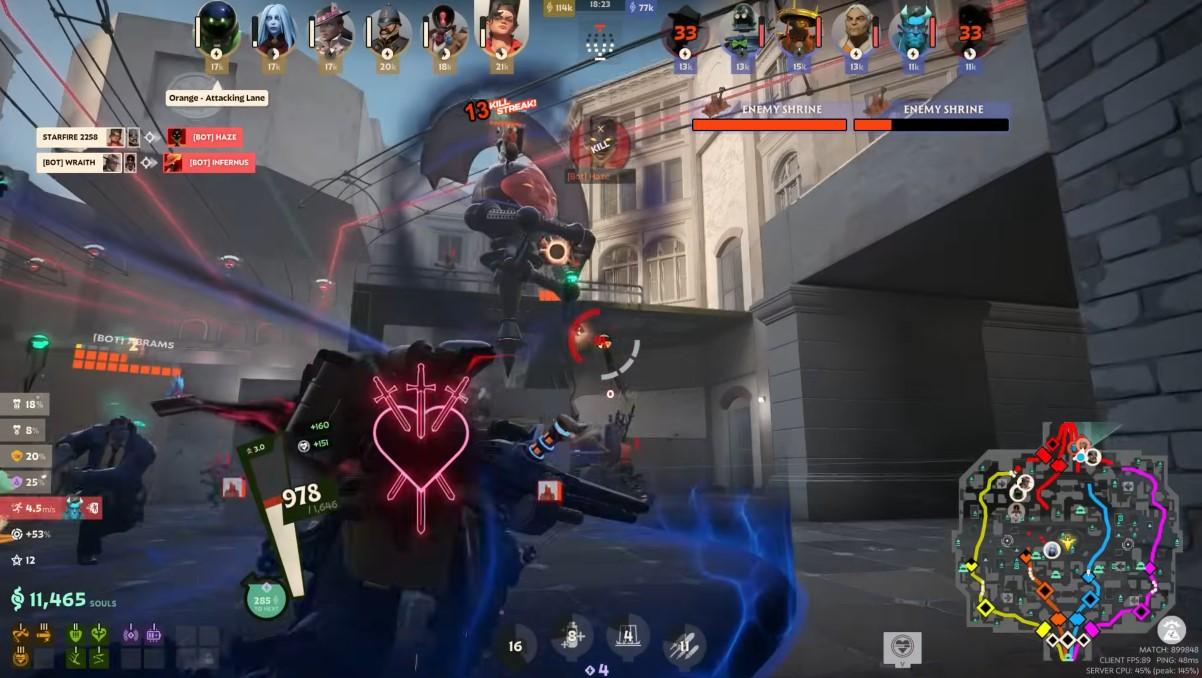 114k
18:23
77k
17k
17k
17k
20k
18k
21k
33
33
13k
13k
15k
13k
11k
11k
Orange - Attacking Lane
13 KILL STREAK!
ENEMY SHRINE
ENEMY SHRINE
STARFIRE 2258
[BOT] HAZE
[BOT] WRAITH
[BOT] INFERNUS
KILL
[Bot] Haze
[BOT] ABRAMS
2
18%
8%
20%
25%
4.5m/s
+53%
12
3.0
+160
+151
978
/ 1,646
0
11,465 SOULS
285
TO NEXT
16
8
4
11
4
V
MATCH: 899848
CLIENT FPS:89 PING: 48ms
SERVER CPU: 45% (peak: 145%)